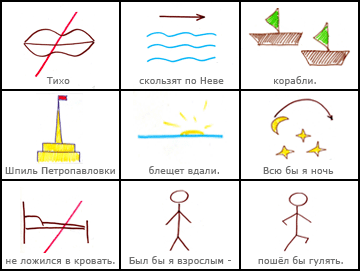 Тихо
скользят по Неве
корабли.
Шпиль Петропавловки
блещет вдали.
Всю бы я ночь
не ложился в кровать.
Был бы я взрослым -
пошёл бы гулять.